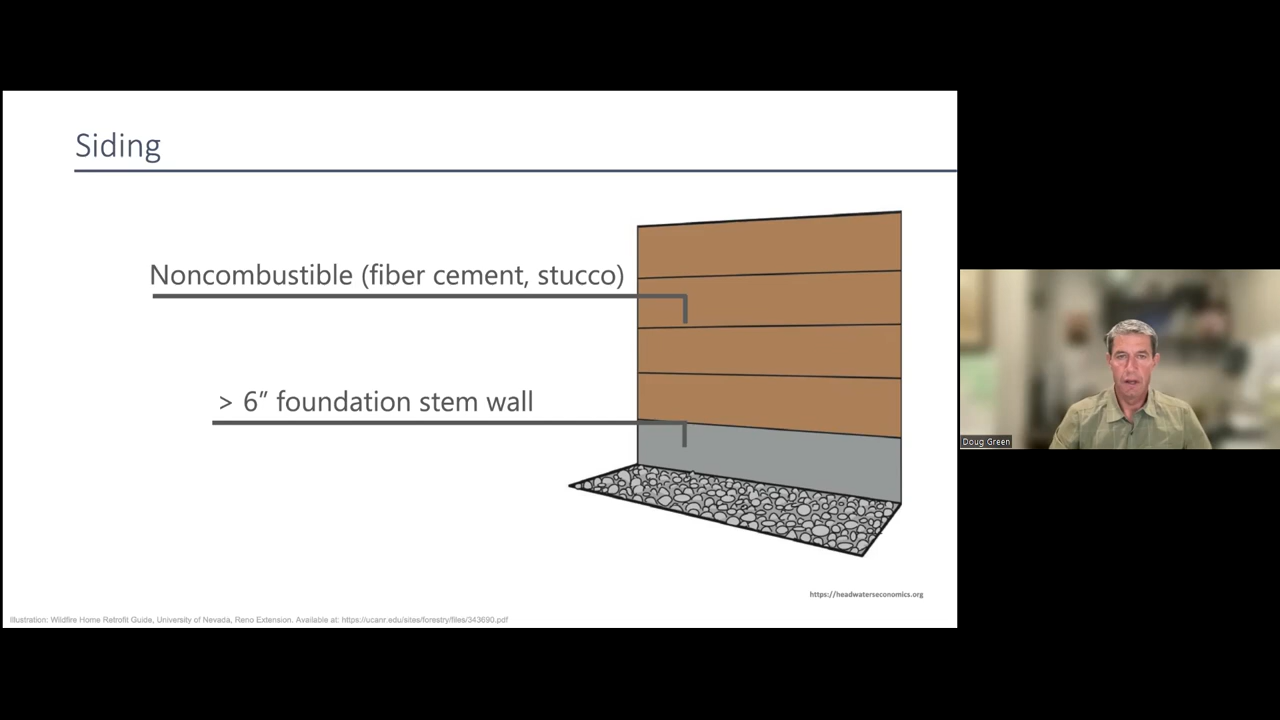 Siding
Noncombustible (fiber cement, stucco)
> 6” foundation stem wall
Doug Green
https://headwaterseconomics.org
Illustration: Wildfire Home Retrofit Guide, University of Nevada, Reno Extension. Available at: https://ucanr.edu/sites/forestry/files/343690.pdf